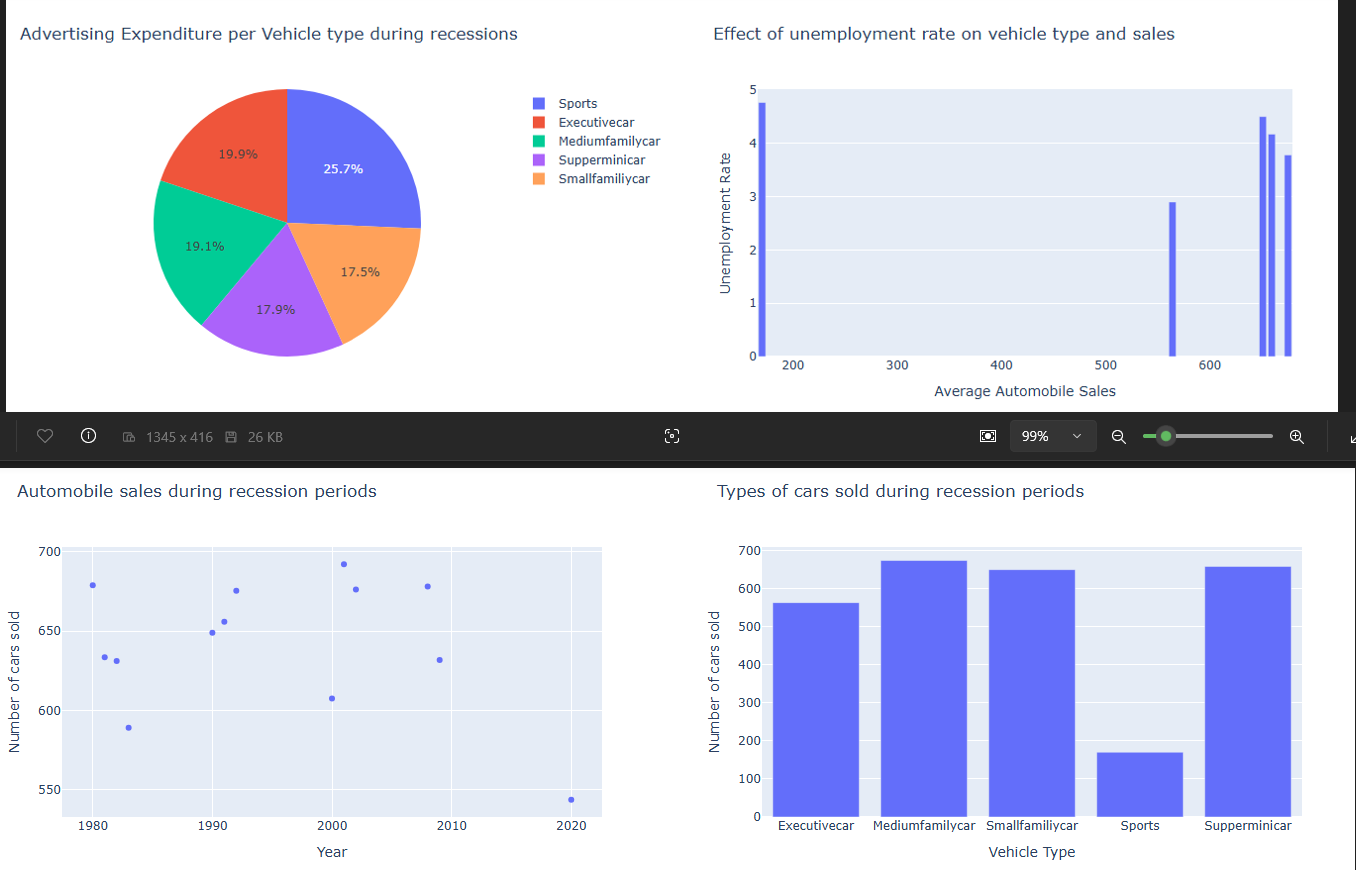 Advertising Expenditure per Vehicle type during recessions
Sports
Executivecar
Mediumfamilycar
Supperminicar
Smallfamiliycar
25.7%
19.9%
19.1%
17.9%
17.5%
Effect of unemployment rate on vehicle type and sales
Unemployment Rate
5
4
3
2
1
0
200 300 400 500 600
Average Automobile Sales
1345 x 416 26 KB
99%
Automobile sales during recession periods
Number of cars sold
700
650
600
550
1980 1990 2000 2010 2020
Year
Types of cars sold during recession periods
Number of cars sold
700
600
500
400
300
200
100
0
Executivecar Mediumfamilycar Smallfamiliycar Sports Supperminicar
Vehicle Type